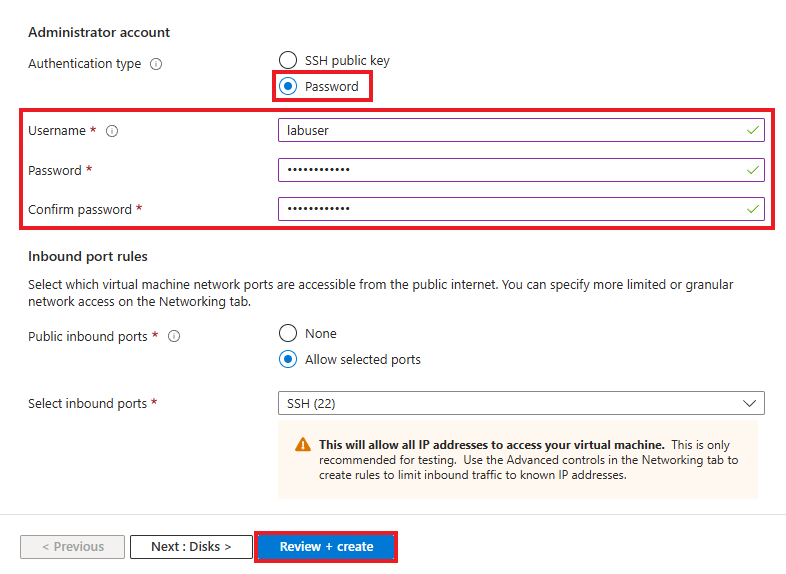 Administrator account
Authentication type
SSH public key
Password
Username *
labuser
Password *
••••••••••••
Confirm password *
••••••••••••
Inbound port rules
Select which virtual machine network ports are accessible from the public internet. You can specify more limited or granular
network access on the Networking tab.
Public inbound ports *
None
Allow selected ports
Select inbound ports *
SSH (22)
This will allow all IP addresses to access your virtual machine. This is only
recommended for testing. Use the Advanced controls in the Networking tab to
create rules to limit inbound traffic to known IP addresses.
< Previous
Next : Disks >
Review + create